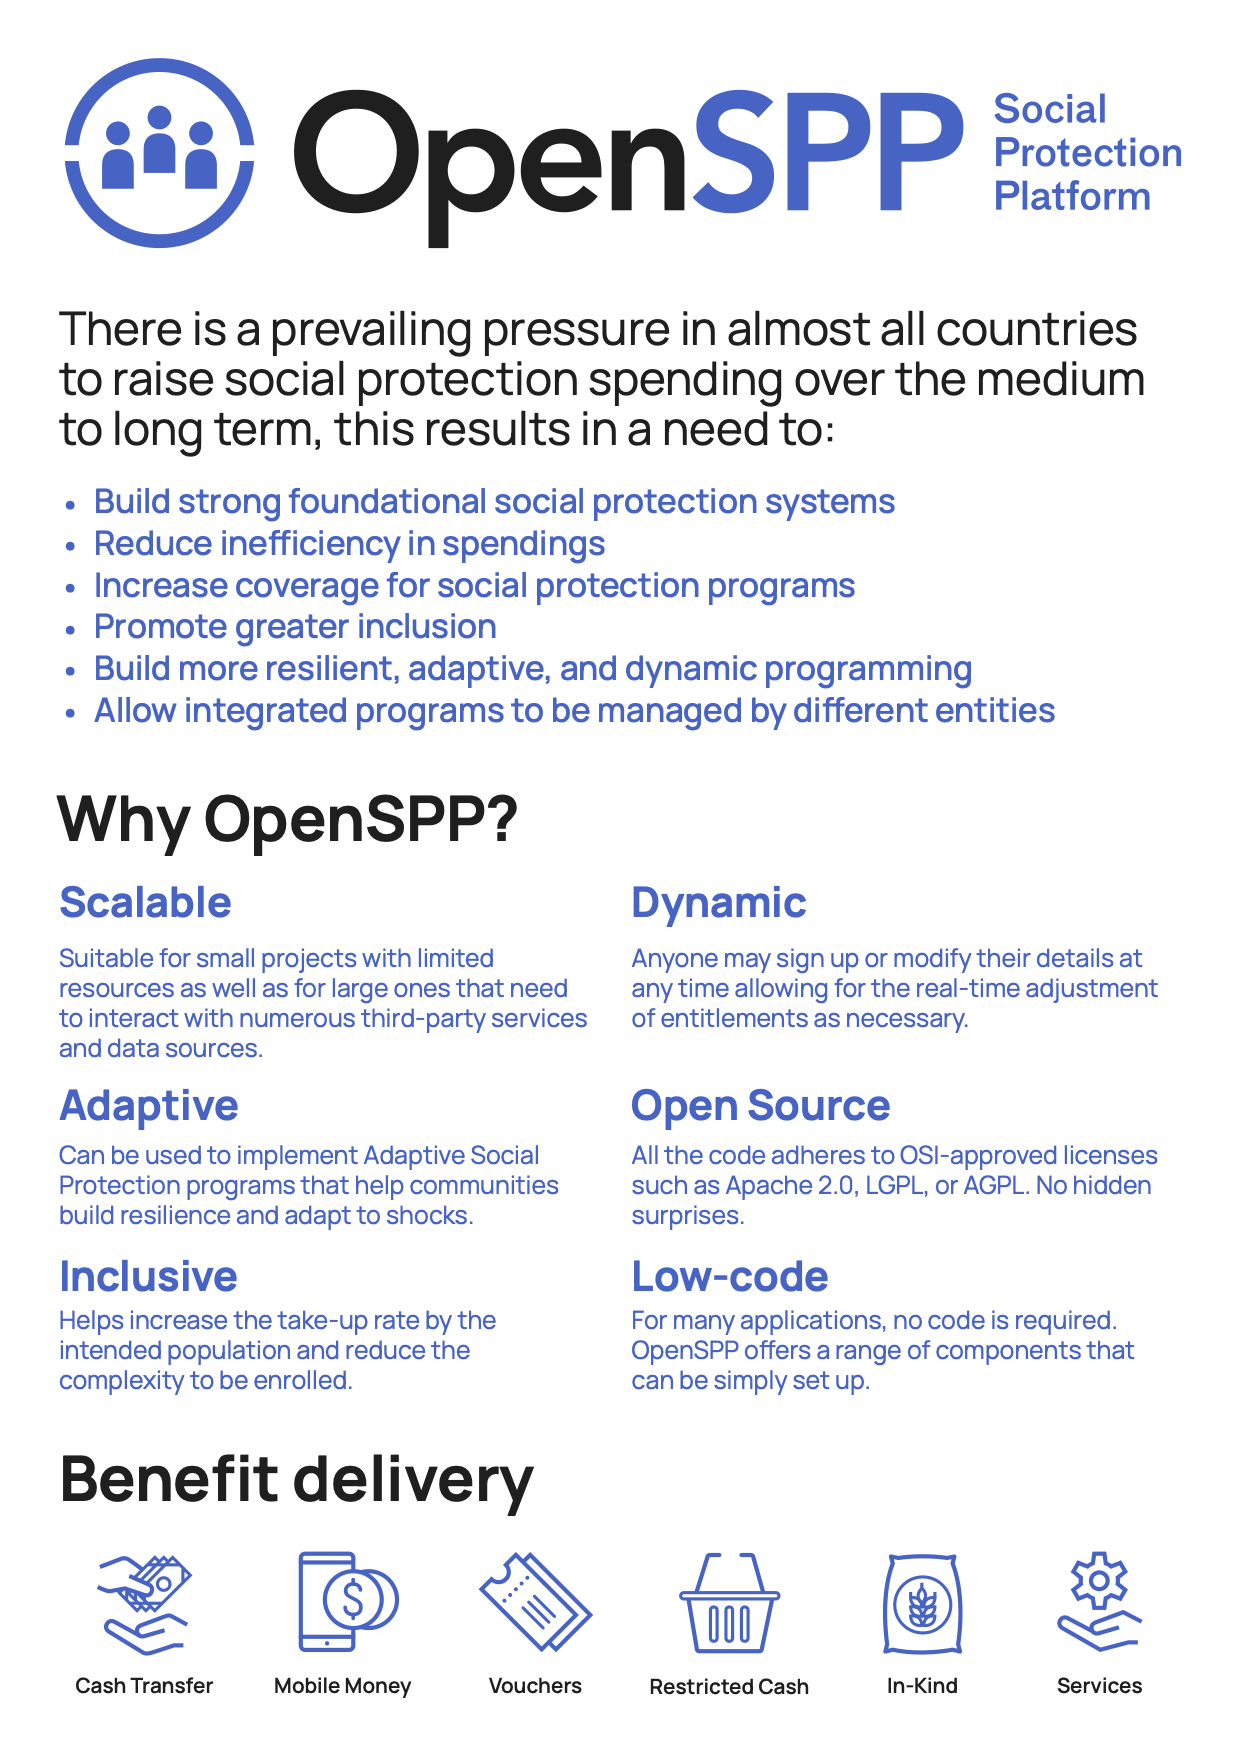 OpenSPP
Social
Protection
Platform
There is a prevailing pressure in almost all countries
to raise social protection spending over the medium
to long term, this results in a need to:
• Build strong foundational social protection systems
• Reduce inefficiency in spendings
• Increase coverage for social protection programs
• Promote greater inclusion
• Build more resilient, adaptive, and dynamic programming
• Allow integrated programs to be managed by different entities
Why OpenSPP?
Scalable
Suitable for small projects with limited
resources as well as for large ones that need
to interact with numerous third-party services
and data sources.
Dynamic
Anyone may sign up or modify their details at
any time allowing for the real-time adjustment
of entitlements as necessary.
Adaptive
Can be used to implement Adaptive Social
Protection programs that help communities
build resilience and adapt to shocks.
Open Source
All the code adheres to OSI-approved licenses
such as Apache 2.0, LGPL, or AGPL. No hidden
surprises.
Inclusive
Helps increase the take-up rate by the
intended population and reduce the
complexity to be enrolled.
Low-code
For many applications, no code is required.
OpenSPP offers a range of components that
can be simply set up.
Benefit delivery
$
Cash Transfer
Mobile Money
Vouchers
Restricted Cash
In-Kind
Services